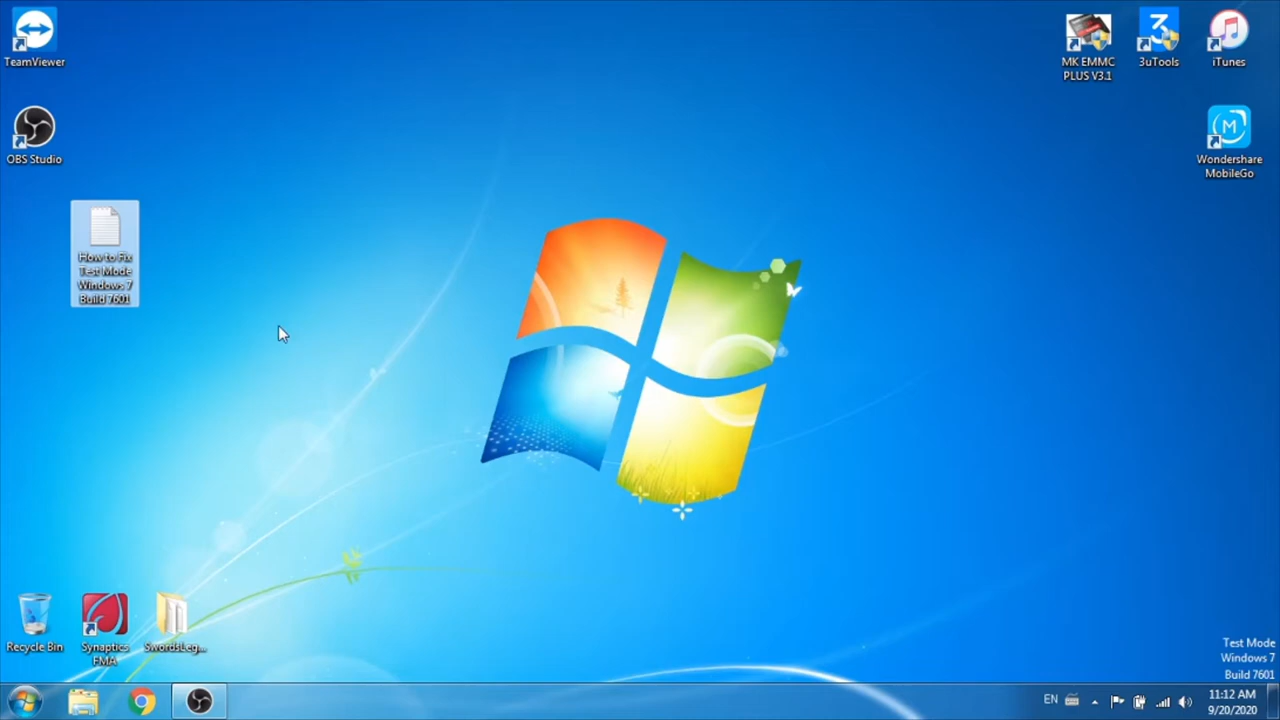 TeamViewer
OBS Studio
How to Fix
Test Mode
Windows 7
Build 7601
MK EMMC
PLUS V3.1
3uTools
iTunes
Wondershare
MobileGo
Recycle Bin
Synaptics
FMA
SwordsLeg...
Test Mode
Windows 7
Build 7601
EN
11:12 AM
9/20/2020